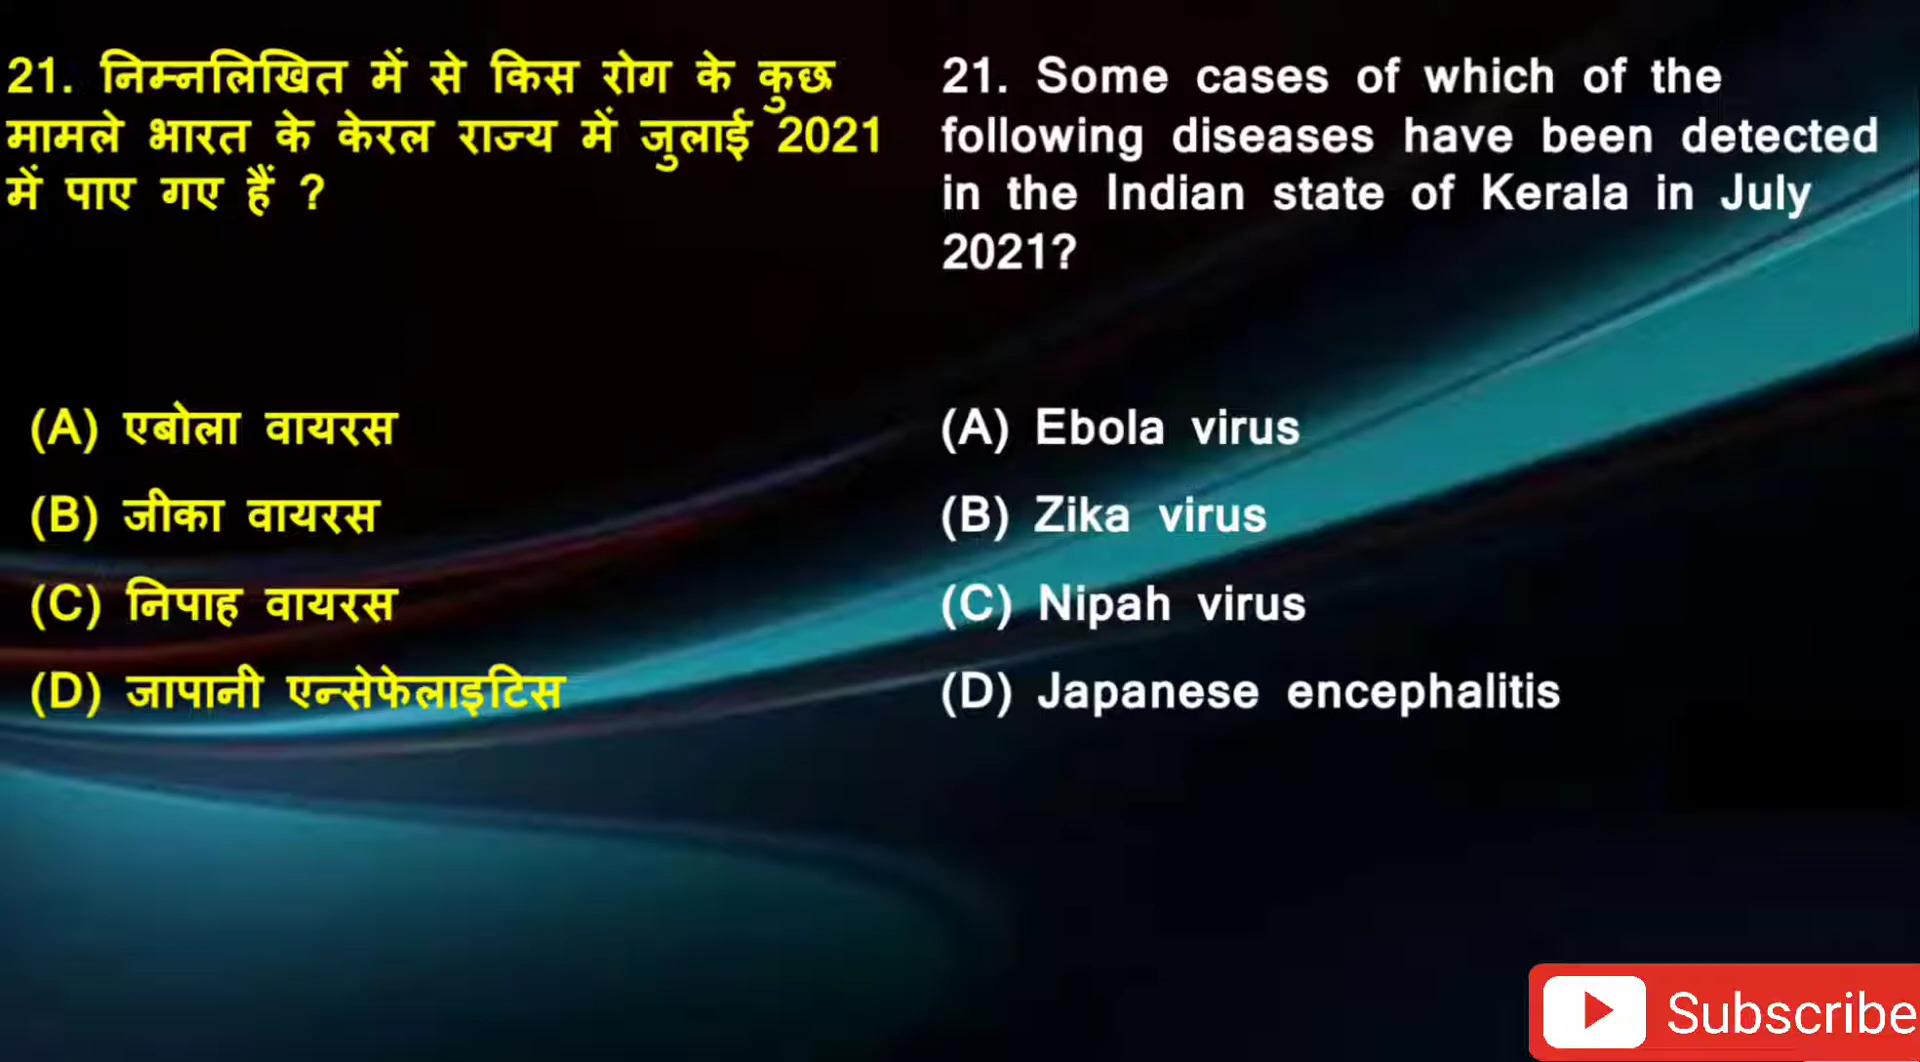 21. निम्नलिखित में से किस रोग के कुछ
मामले भारत के केरल राज्य में जुलाई 2021
में पाए गए हैं ?
(A) एबोला वायरस
(B) जीका वायरस
(C) निपाह वायरस
(D) जापानी एन्सेफेलाइटिस
21. Some cases of which of the
following diseases have been detected
in the Indian state of Kerala in July
2021?
(A) Ebola virus
(B) Zika virus
(C) Nipah virus
(D) Japanese encephalitis
Subscribe